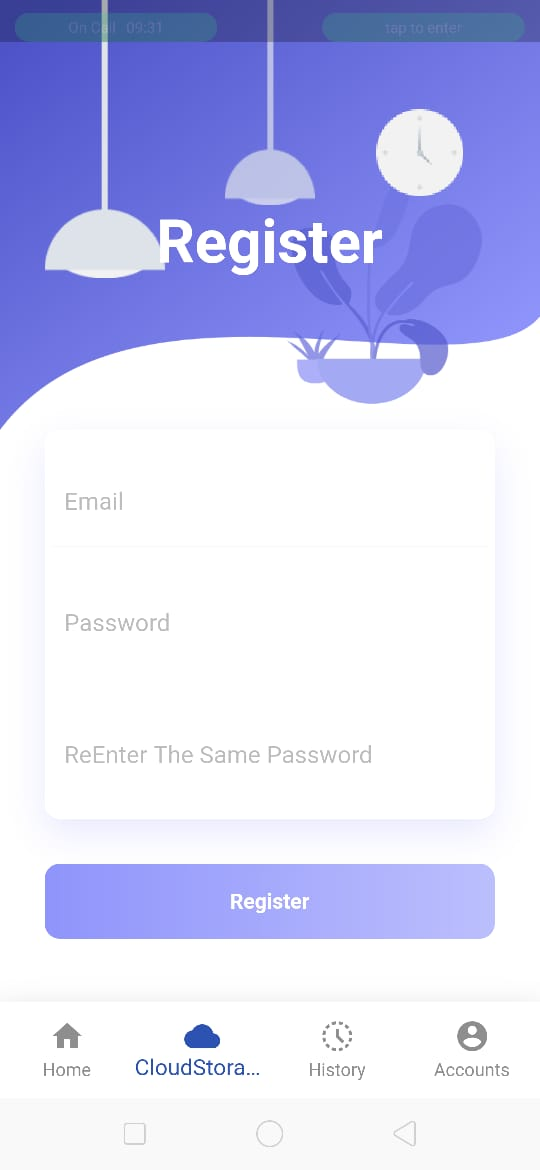 On Call 09:31 tap to enter
Register
Email
Password
ReEnter The Same Password
Register
Home CloudStora... History Accounts